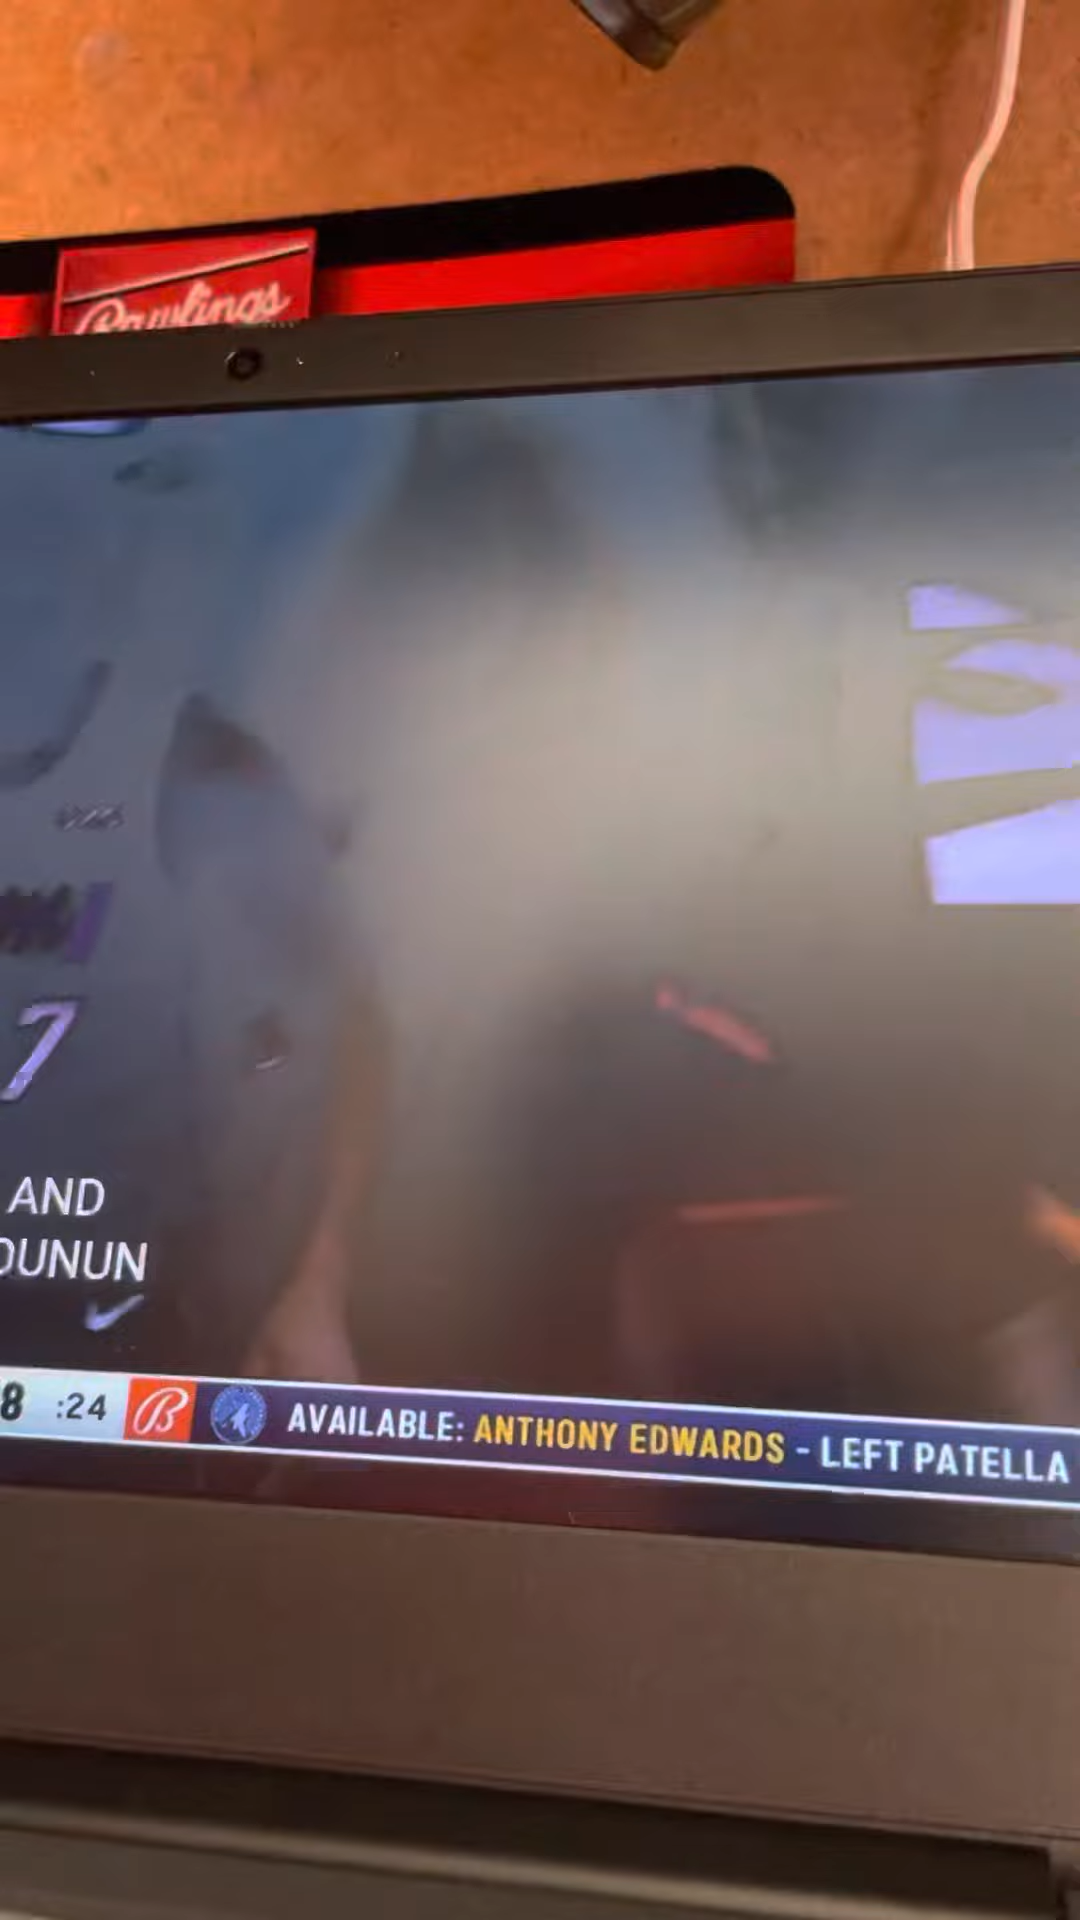 Rawlings
7
AND
OUNUN
8 :24 B AVAILABLE: ANTHONY EDWARDS - LEFT PATELLA